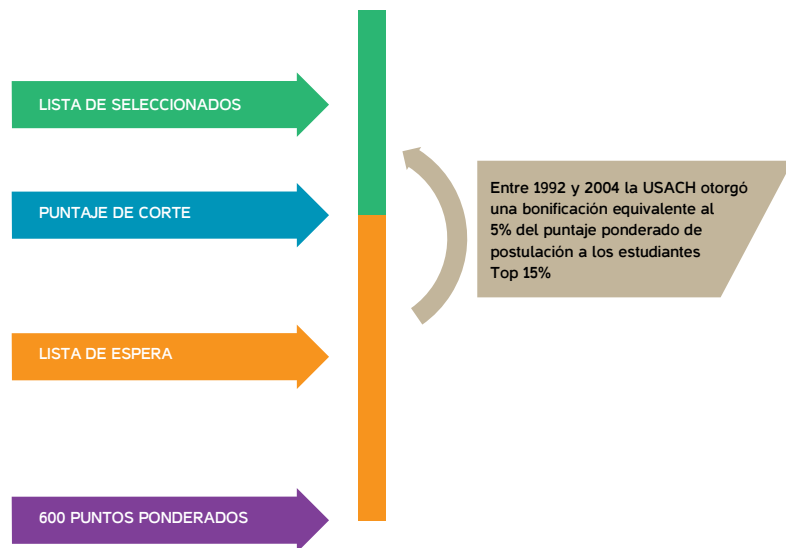 LISTA DE SELECCIONADOS
PUNTAJE DE CORTE
Entre 1992 y 2004 la USACH otorgó
una bonificación equivalente al
5% del puntaje ponderado de
postulación a los estudiantes
Top 15%
LISTA DE ESPERA
600 PUNTOS PONDERADOS